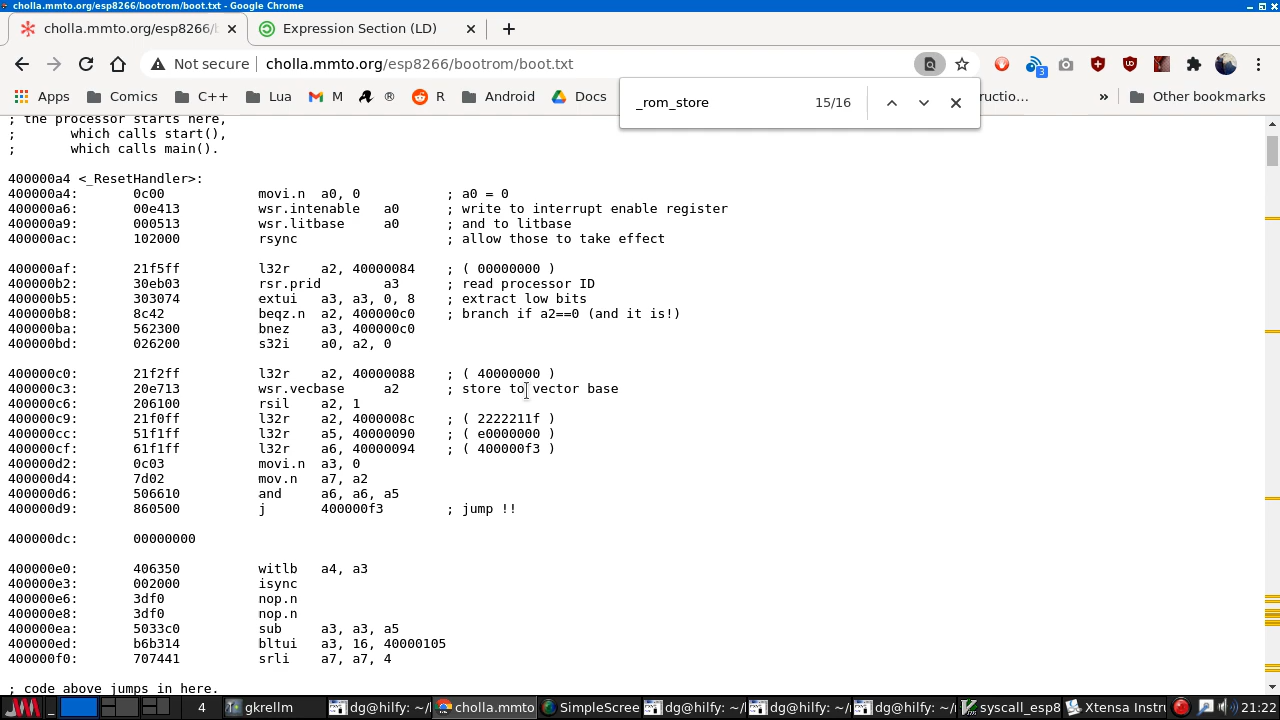 cholla.mmto.org/esp8266/bootrom/boot.txt - Google Chrome
cholla.mmto.org/esp8266/b
Expression Section (LD)
Not secure cholla.mmto.org/esp8266/bootrom/boot.txt
3
Apps Cuisines C++ Lua M ® R Amazon Docs
Other bookmarks
_rom_store 15/16
; the processor starts here,
; which calls start(),
; which calls main().
400000a4 <_ResetHandler>:
400000a4: 0c00 movi.n a0, 0 ; a0 = 0
400000a6: 00e413 wsr.intenable a0 ; write to interrupt enable register
400000a9: 000513 wsr.litbase a0 ; and to litbase
400000ac: 102000 rsync ; allow those to take effect
400000af: 21f5ff l32r a2, 40000084 ; ( 00000000 )
400000b2: 30eb03 rsr.prid a3 ; read processor ID
400000b5: 303074 extui a3, a3, 0, 8 ; extract low bits
400000b8: 8c42 beqz.n a2, 400000c0 ; branch if a2==0 (and it is!)
400000ba: 562300 bnez a3, 400000c0
400000bd: 026200 s32i a0, a2, 0
400000c0: 21f2ff l32r a2, 40000088 ; ( 40000000 )
400000c3: 20e713 wsr.vecbase a2 ; store to vector base
400000c6: 206100 rsil a2, 1
400000c9: 21f0ff l32r a2, 4000008c ; ( 2222211f )
400000cc: 51f1ff l32r a5, 40000090 ; ( e0000000 )
400000cf: 61f1ff l32r a6, 40000094 ; ( 400000f3 )
400000d2: 0c03 movi.n a3, 0
400000d4: 7d02 mov.n a7, a2
400000d6: 506610 and a6, a6, a5
400000d9: 860500 j 400000f3 ; jump !!
400000dc: 00000000
400000e0: 406350 witlb a4, a3
400000e3: 002000 isync
400000e6: 3df0 nop.n
400000e8: 3df0 nop.n
400000ea: 5033c0 sub a3, a3, a5
400000ed: b6b314 bltui a3, 16, 40000105
400000f0: 707441 srli a7, a7, 4
; code above jumps in here.
4 gkrellm dg@hilfy: ~/ cholla.mmto SimpleScree dg@hilfy: ~/ dg@hilfy: ~/ dg@hilfy: ~/ syscall_esp8 Xtensa Instr 21:22